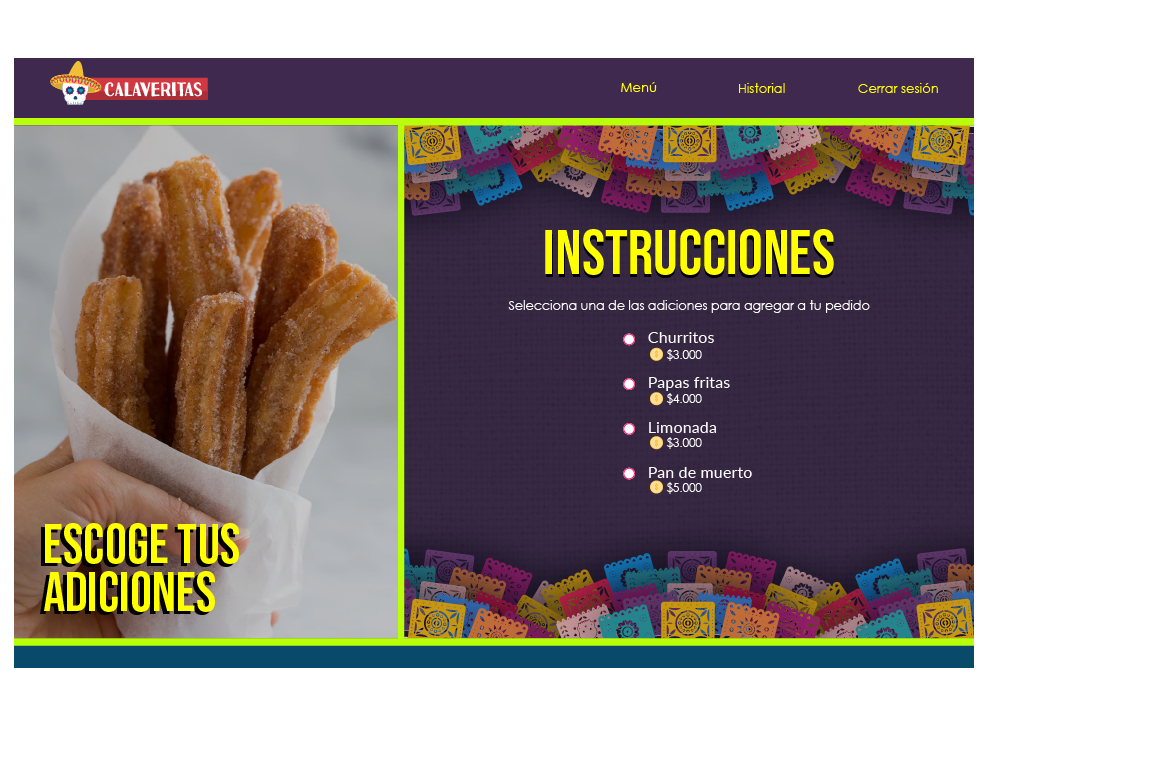 CALAVERITAS
Menú
Historial
Cerrar sesión
INSTRUCCIONES
Selecciona una de las adiciones para agregar a tu pedido
Churritos
$3.000
Papas fritas
$4.000
Limonada
$3.000
Pan de muerto
$5.000
ESCOGE TUS
ADICIONES